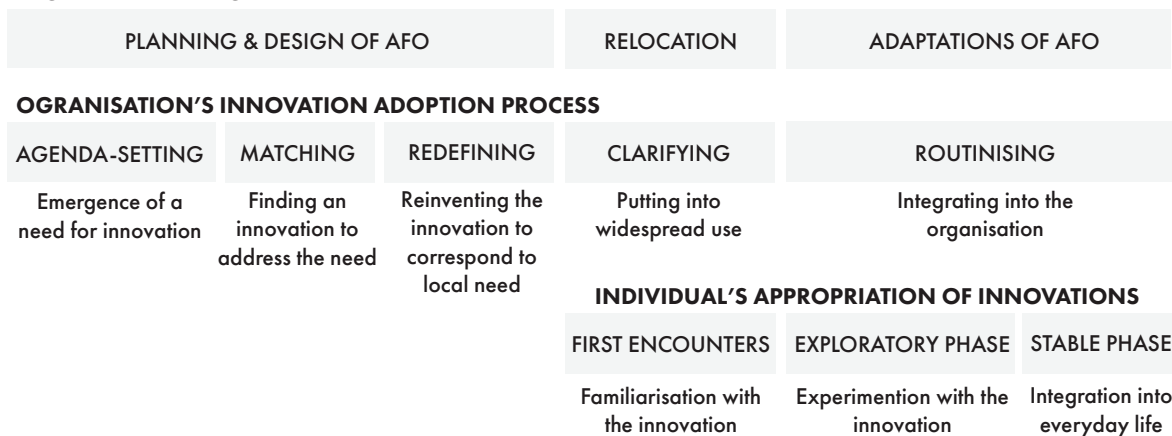 PLANNING & DESIGN OF AFO RELOCATION ADAPTATIONS OF AFO
OGRANISATION'S INNOVATION ADOPTION PROCESS
AGENDA-SETTING MATCHING REDEFINING CLARIFYING ROUTINISING
Emergence of a
need for innovation
Finding an
innovation to
address the need
Reinventing the
innovation to
correspond to
local need
Putting into
widespread use
Integrating into the
organisation
INDIVIDUAL'S APPROPRIATION OF INNOVATIONS
FIRST ENCOUNTERS EXPLORATORY PHASE STABLE PHASE
Familiarisation with
the innovation
Experimention with the
innovation
Integration into
everyday life